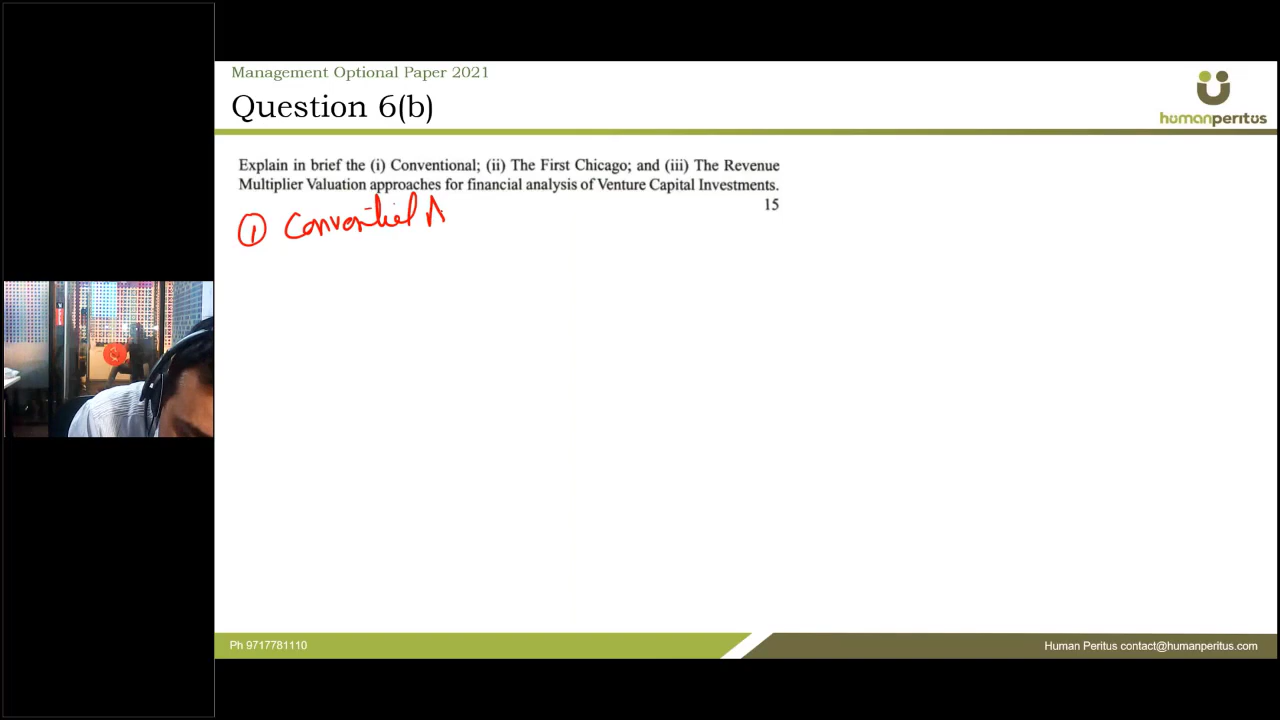 Management Optional Paper 2021
Question 6(b)
humanperitus
Explain in brief the (i) Conventional; (ii) The First Chicago; and (iii) The Revenue
Multiplier Valuation approaches for financial analysis of Venture Capital Investments.
15
① A
Ph 9717781110
Human Peritus contact@humanperitus.com